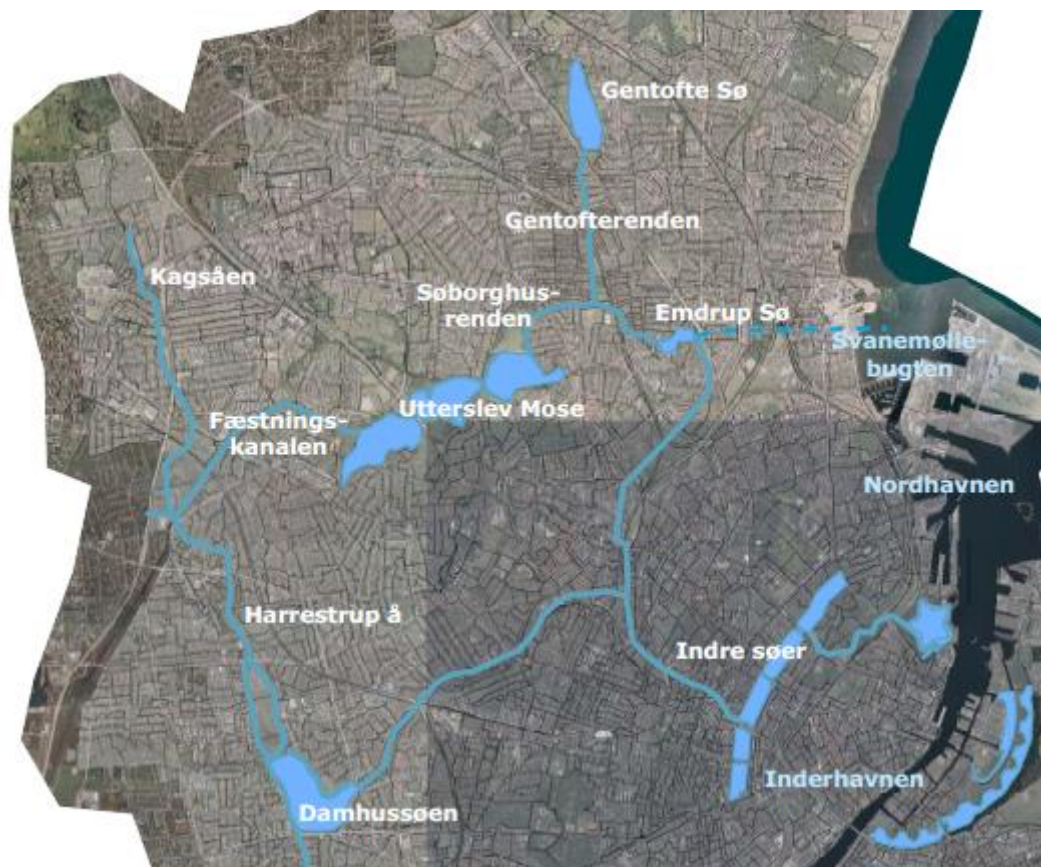 Gentofte Sø
Gentofterenden
Kagsåen
Søborghus-
renden
Emdrup Sø
Svanemølle-
bugten
Utterslev Mose
Fæstnings-
kanalen
Nordhavnen
Harrestrup å
Indre søer
Inderhavnen
Damhussøen